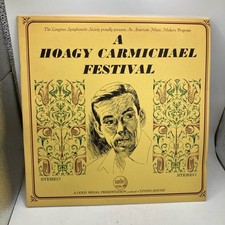 The Longines Symphonette Society proudly presents An American Music Makers Program
A
HOAGY CARMICHAEL
FESTIVAL
STEREO
STEREO